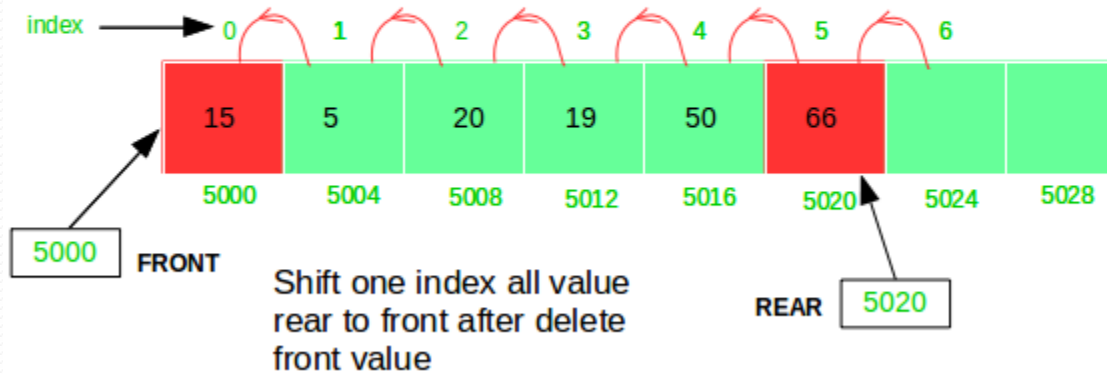 index 0 1 2 3 4 5 6
15 5 20 19 50 66
5000 5004 5008 5012 5016 5020 5024 5028
5000 FRONT
Shift one index all value
rear to front after delete
front value
REAR 5020